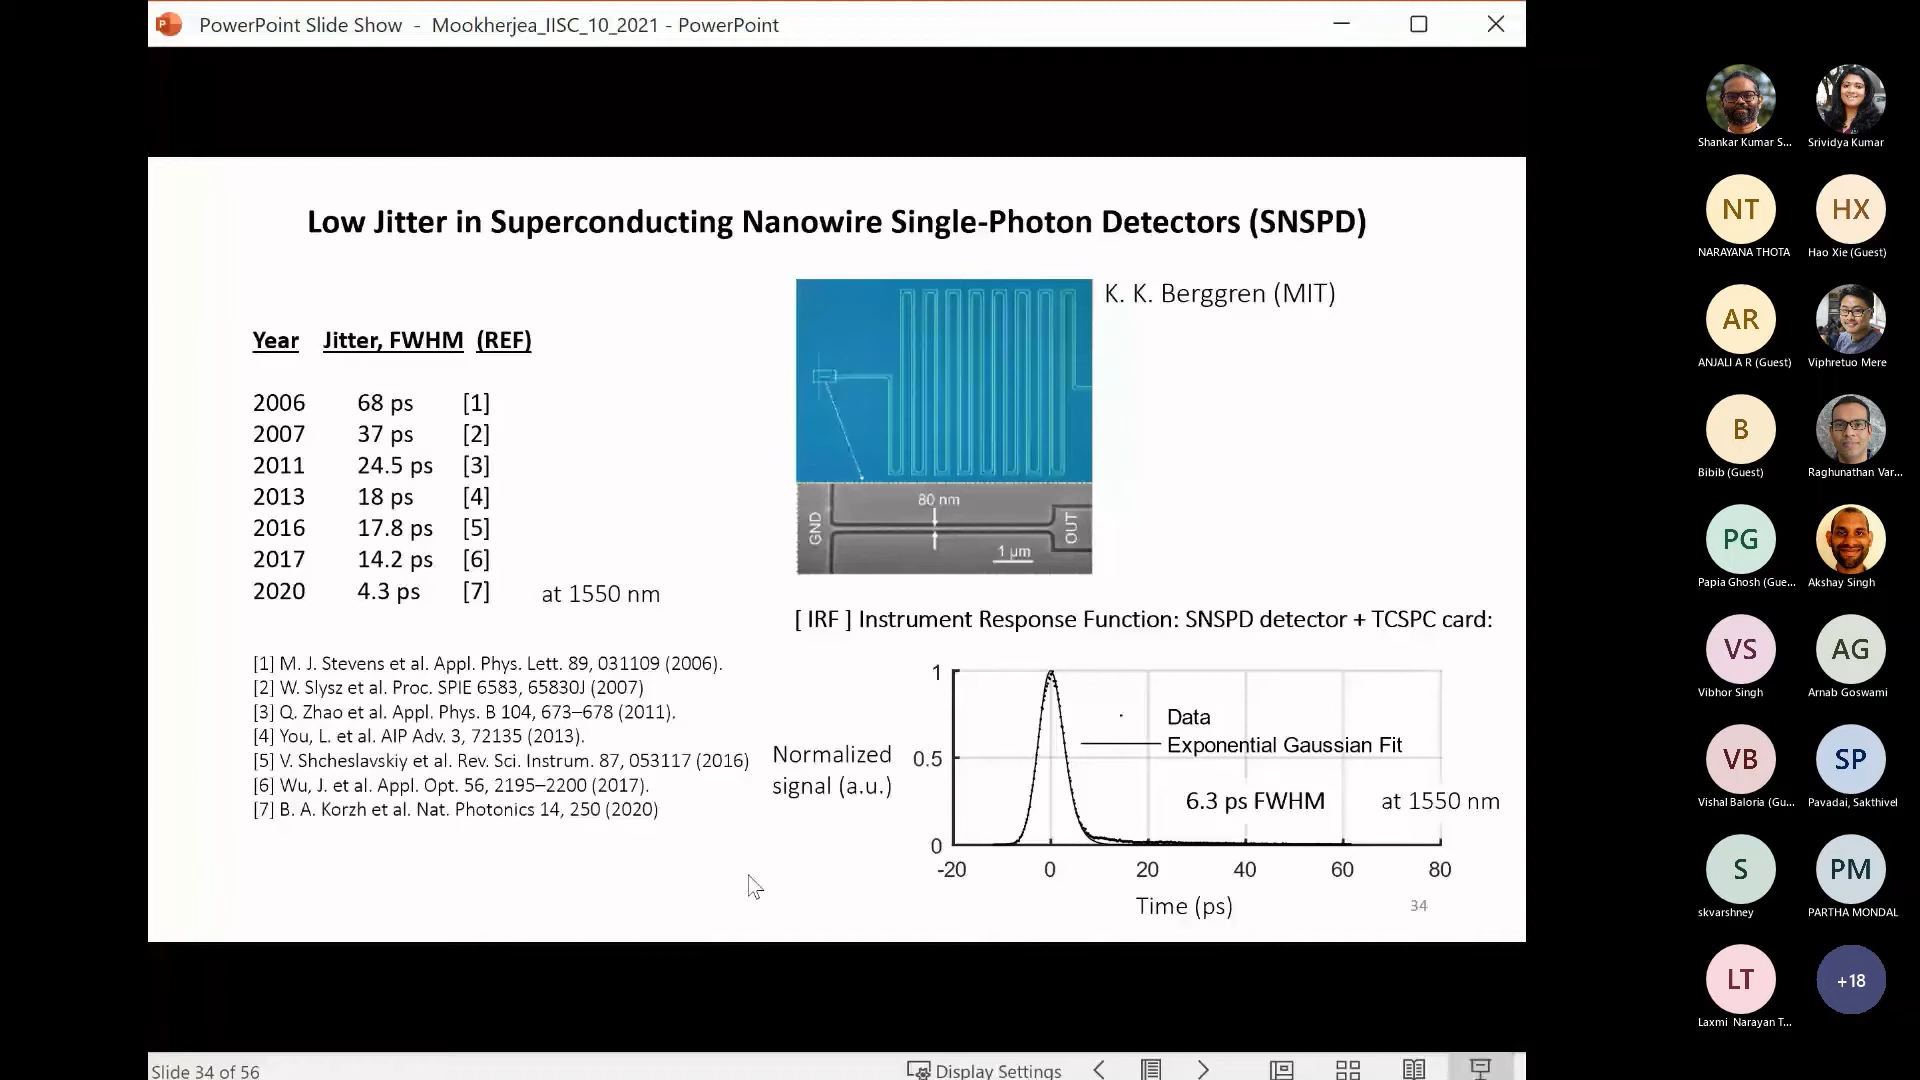 PowerPoint Slide Show - Mookherjea_IISC_10_2021 - PowerPoint
Low Jitter in Superconducting Nanowire Single-Photon Detectors (SNSPD)
Year Jitter, FWHM (REF)
2006 68 ps [1]
2007 37 ps [2]
2011 24.5 ps [3]
2013 18 ps [4]
2016 17.8 ps [5]
2017 14.2 ps [6]
2020 4.3 ps [7] at 1550 nm
[1] M. J. Stevens et al. Appl. Phys. Lett. 89, 031109 (2006).
[2] W. Slysz et al. Proc. SPIE 6583, 65830J (2007)
[3] Q. Zhao et al. Appl. Phys. B 104, 673–678 (2011).
[4] You, L. et al. AIP Adv. 3, 72135 (2013).
[5] V. Shcheslavskiy et al. Rev. Sci. Instrum. 87, 053117 (2016)
[6] Wu, J. et al. Appl. Opt. 56, 2195–2200 (2017).
[7] B. A. Korzh et al. Nat. Photonics 14, 250 (2020)
K. K. Berggren (MIT)
80 nm
GND
OUT
1 µm
[ IRF ] Instrument Response Function: SNSPD detector + TCSPC card:
Normalized
signal (a.u.)
1
0.5
0
Data
Exponential Gaussian Fit
6.3 ps FWHM at 1550 nm
-20 0 20 40 60 80
Time (ps)
34
Slide 34 of 56
Display Settings
Shankar Kumar S...
Srividya Kumar
NT
HX
NARAYANA THOTA
Hao Xie (Guest)
AR
ANJALI A R (Guest)
Viphretuo Mere
B
Bibib (Guest)
Raghunathan Var...
PG
Papia Ghosh (Gue...
Akshay Singh
VS
AG
Vibhor Singh
Arnab Goswami
VB
SP
Vishal Baloria (Gu...
Pavadai, Sakthivel
S
PM
skvarshney
PARTHA MONDAL
LT
+18
Laxmi Narayan T...